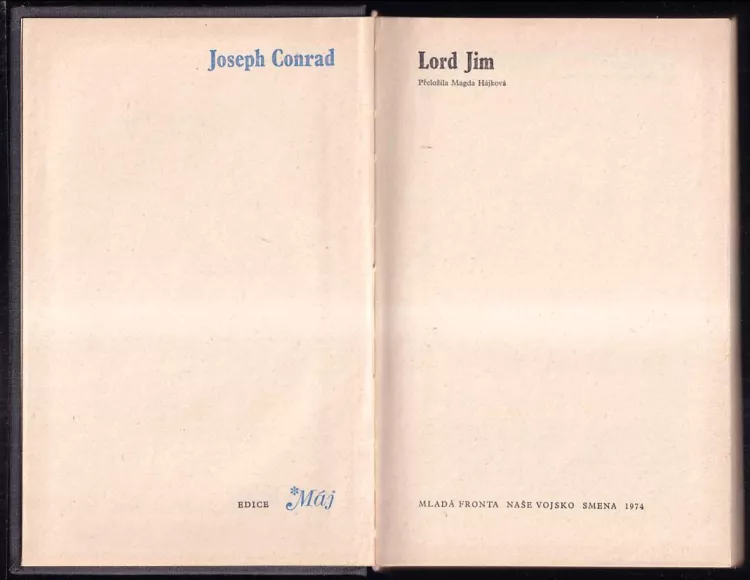 Joseph Conrad
EDICE *Máj
Lord Jim
Přeložila Magda Hájková
MLADÁ FRONTA NAŠE VOJSKO SMENA 1974